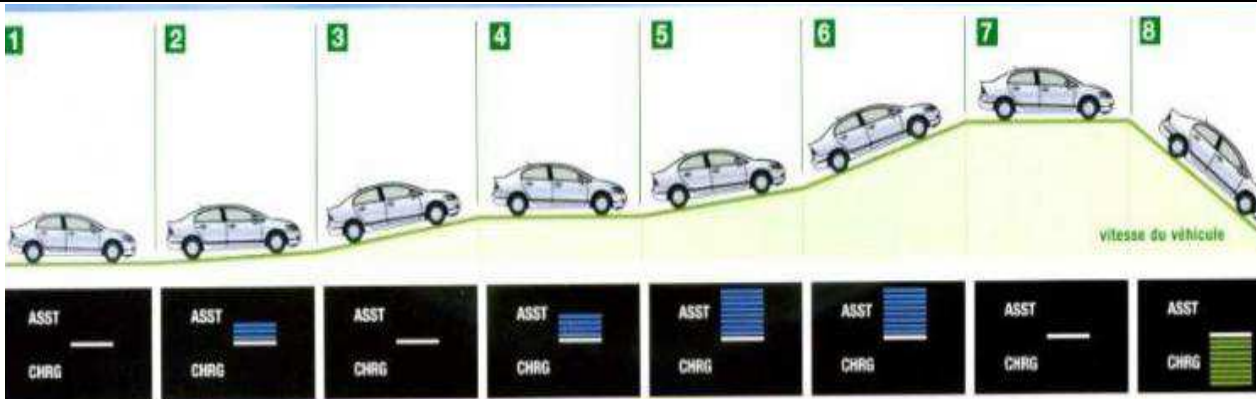 1 2 3 4 5 6 7 8
vitesse du véhicule
ASST ASST ASST ASST ASST ASST ASST ASST
CHRG CHRG CHRG CHRG CHRG CHRG CHRG CHRG